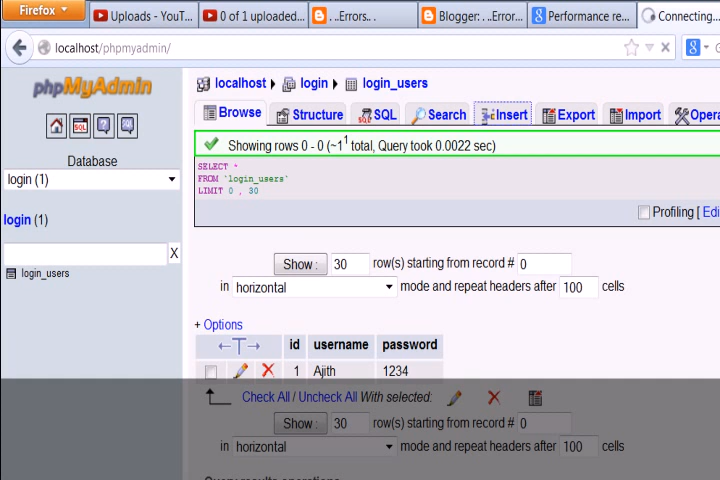 Firefox
Uploads - YouT...
0 of 1 uploaded...
. ..Errors.. .
Blogger: . ..Error...
Performance re...
Connecting...
localhost/phpmyadmin/
phpMyAdmin
localhost
login
login_users
Browse
Structure
SQL
Search
Insert
Export
Import
Opera
Database
login (1)
login (1)
X
login_users
Showing rows 0 - 0 (~1¹ total, Query took 0.0022 sec)
SELECT *
FROM `login_users`
LIMIT 0 , 30
Profiling [ Edi
Show : 30 row(s) starting from record # 0
in horizontal mode and repeat headers after 100 cells
+ Options
←T→ id username password
1 Ajith 1234
Check All / Uncheck All With selected:
Show : 30 row(s) starting from record # 0
in horizontal mode and repeat headers after 100 cells